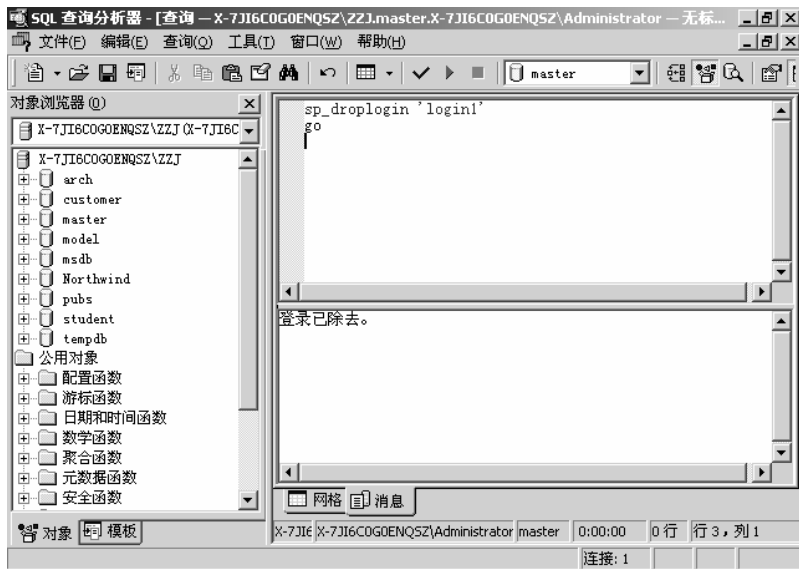 SQL 查询分析器 - [查询 — X-7JI6C0G0ENQSZ\ZZJ.master.X-7JI6C0G0ENQSZ\Administrator — 无标...
文件(F) 编辑(E) 查询(Q) 工具(T) 窗口(W) 帮助(H)
master
对象浏览器(O)
X-7JI6C0G0ENQSZ\ZZJ (X-7JI6C
X-7JI6C0G0ENQSZ\ZZJ
arch
customer
master
model
msdb
Northwind
pubs
student
tempdb
公用对象
配置函数
游标函数
日期和时间函数
数学函数
聚合函数
元数据函数
安全函数
对象 模板
sp_droplogin 'login1'
go
登录已除去。
网格 消息
X-7JI6 X-7JI6C0G0ENQSZ\Administrator master 0:00:00 0 行 行 3，列 1
连接: 1